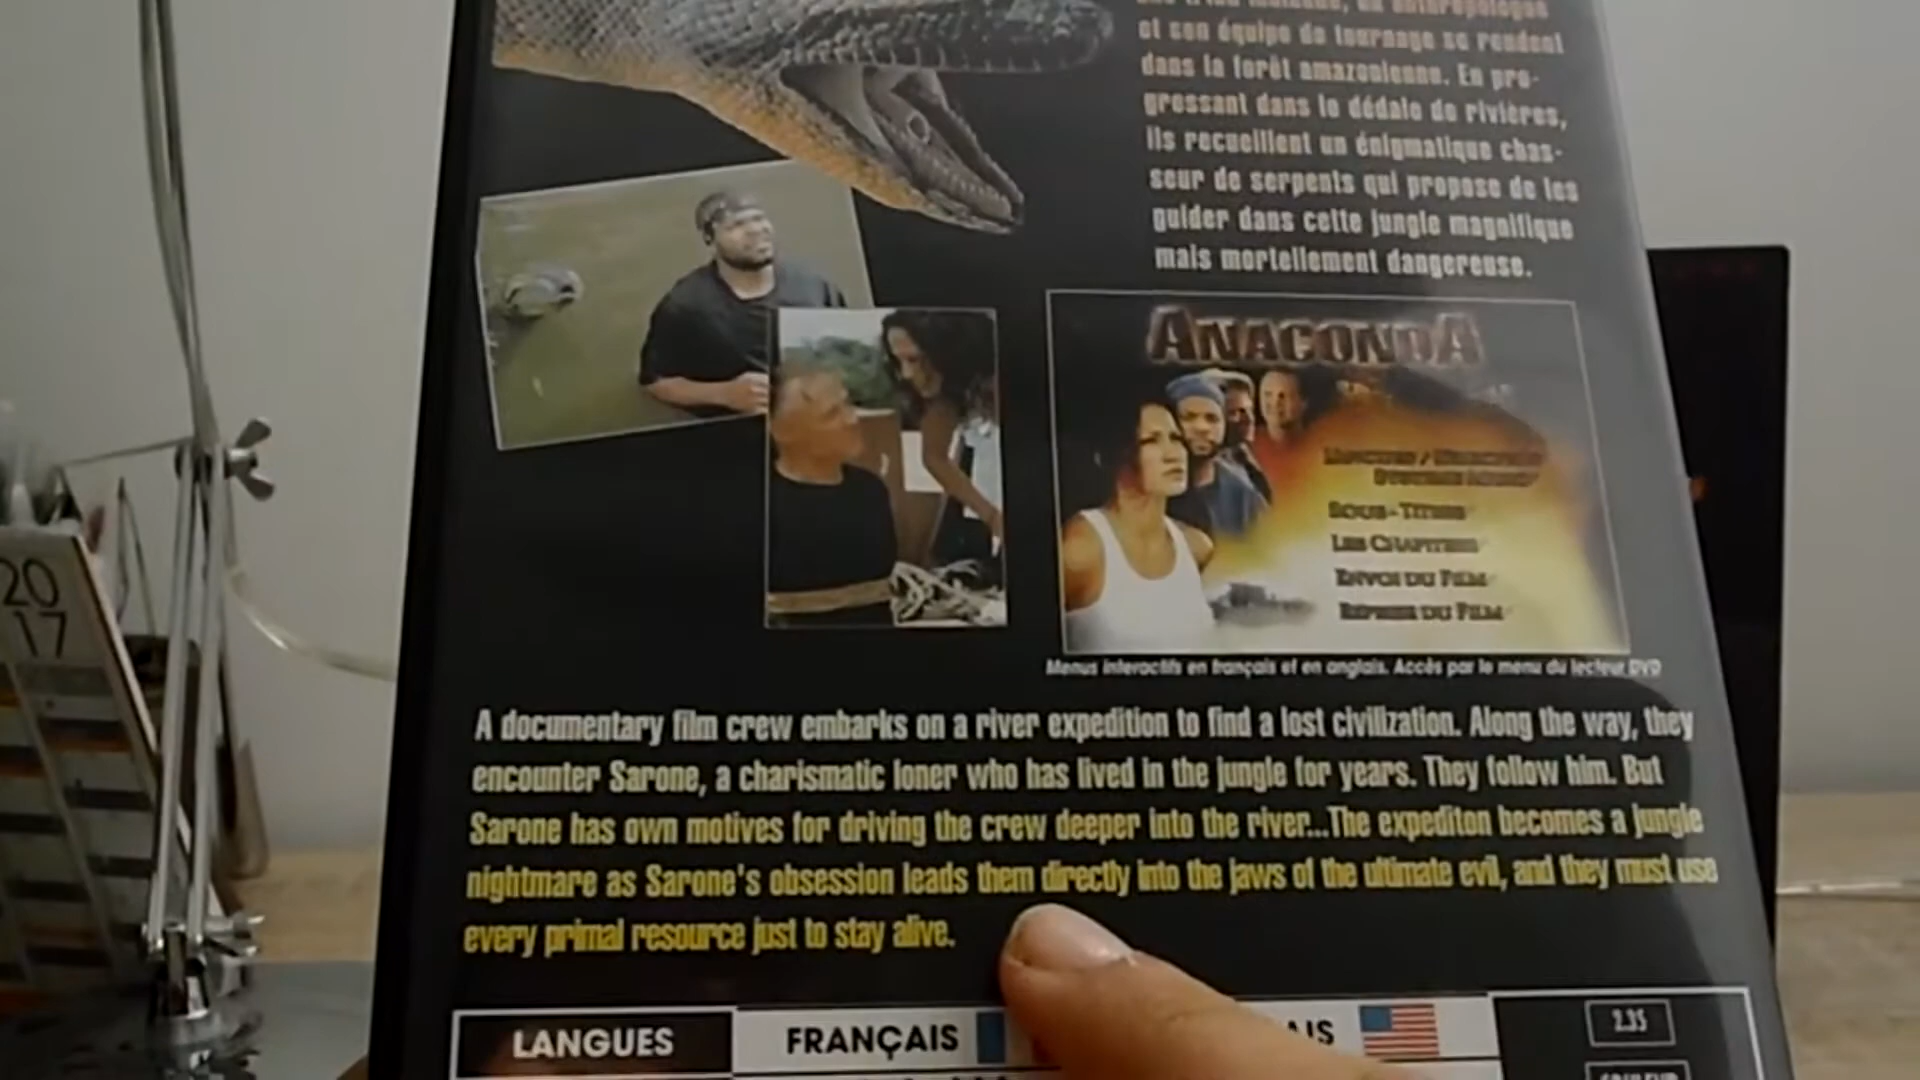 et son équipe de tournage se rendent
dans la forêt amazonienne. En pro-
gressant dans le dédale de rivières,
ils recueillent un énigmatique chas-
seur de serpents qui propose de les
guider dans cette jungle magnifique
mais mortellement dangereuse.
ANACONDA
SOUS-TITRES
LES CHAPITRES
ENVOI DU FILM
REPRISE DU FILM
Menus interactifs en français et en anglais. Accès par le menu du lecteur DVD
A documentary film crew embarks on a river expedition to find a lost civilization. Along the way, they
encounter Sarone, a charismatic loner who has lived in the jungle for years. They follow him. But
Sarone has own motives for driving the crew deeper into the river...The expediton becomes a jungle
nightmare as Sarone's obsession leads them directly into the jaws of the ultimate evil, and they must use
every primal resource just to stay alive.
LANGUES FRANÇAIS AIS 2.35
20
17